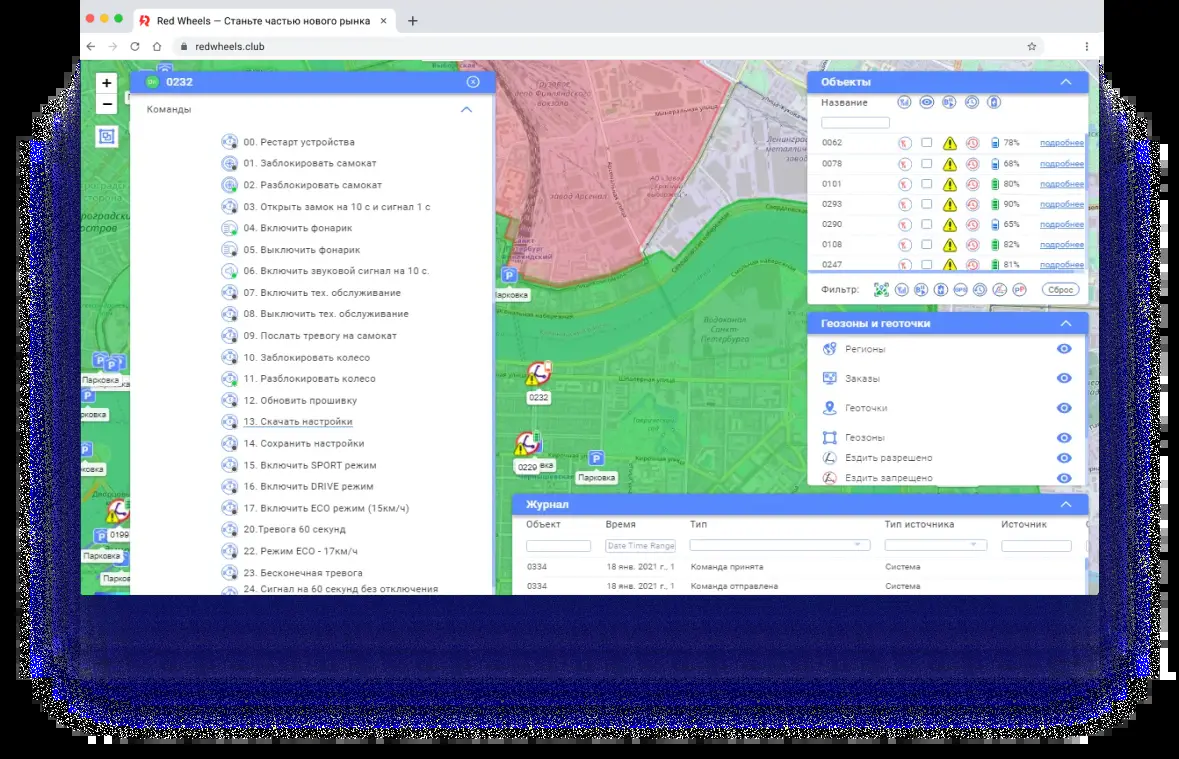 Red Wheels — Станьте частью нового рынка
redwheels.club
0232
Команды
00. Рестарт устройства
01. Заблокировать самокат
02. Разблокировать самокат
03. Открыть замок на 10 с и сигнал 1 с
04. Включить фонарик
05. Выключить фонарик
06. Включить звуковой сигнал на 10 с.
07. Включить тех. обслуживание
08. Выключить тех. обслуживание
09. Послать тревогу на самокат
10. Заблокировать колесо
11. Разблокировать колесо
12. Обновить прошивку
13. Скачать настройки
14. Сохранить настройки
15. Включить SPORT режим
16. Включить DRIVE режим
17. Включить ECO режим (15км/ч)
20.Тревога 60 секунд
22. Режим ECO - 17км/ч
23. Бесконечная тревога
24. Сигнал на 60 секунд без отключения
Объекты
Название
0062 78% подробнее
0078 68% подробнее
0101 80% подробнее
0293 90% подробнее
0290 65% подробнее
0108 82% подробнее
0247 81% подробнее
Фильтр: Сброс
Геозоны и геоточки
Регионы
Заказы
Геоточки
Геозоны
Ездить разрешено
Ездить запрещено
Журнал
Объект Время Тип Тип источника Источник
Date Time Range
0334 18 янв. 2021 г., 1 Команда принята Система
0334 18 янв. 2021 г., 1 Команда отправлена Система
завод Арсенал
Водоканал
Санкт-
Петербурга
Шпалерная улица
0232
0229
Парковка
Парковка
0199
Парковка